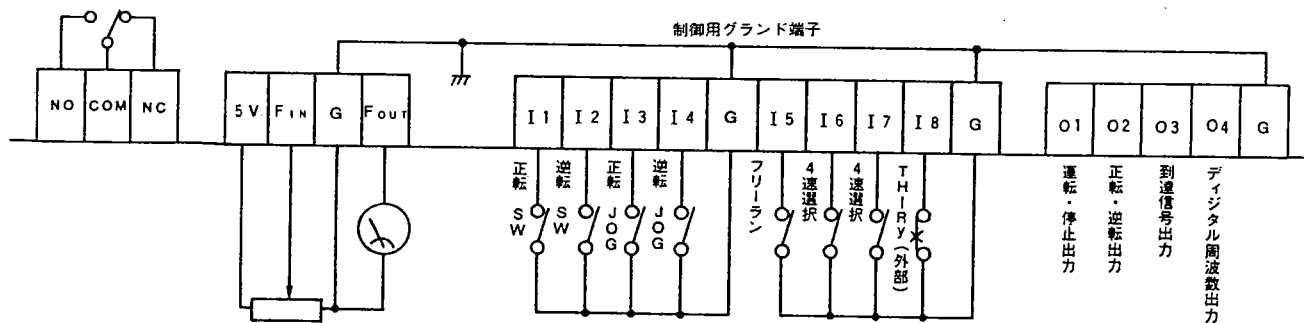 制御用グランド端子
NO COM NC
5V FIN G FOUT
I1 I2 I3 I4 G I5 I6 I7 I8 G
O1 O2 O3 O4 G
正転SW
逆転SW
正転JOG
逆転JOG
フリーラン
4速選択
4速選択
THIRy(外部)
運転・停止出力
正転・逆転出力
到達信号出力
ディジタル周波数出力